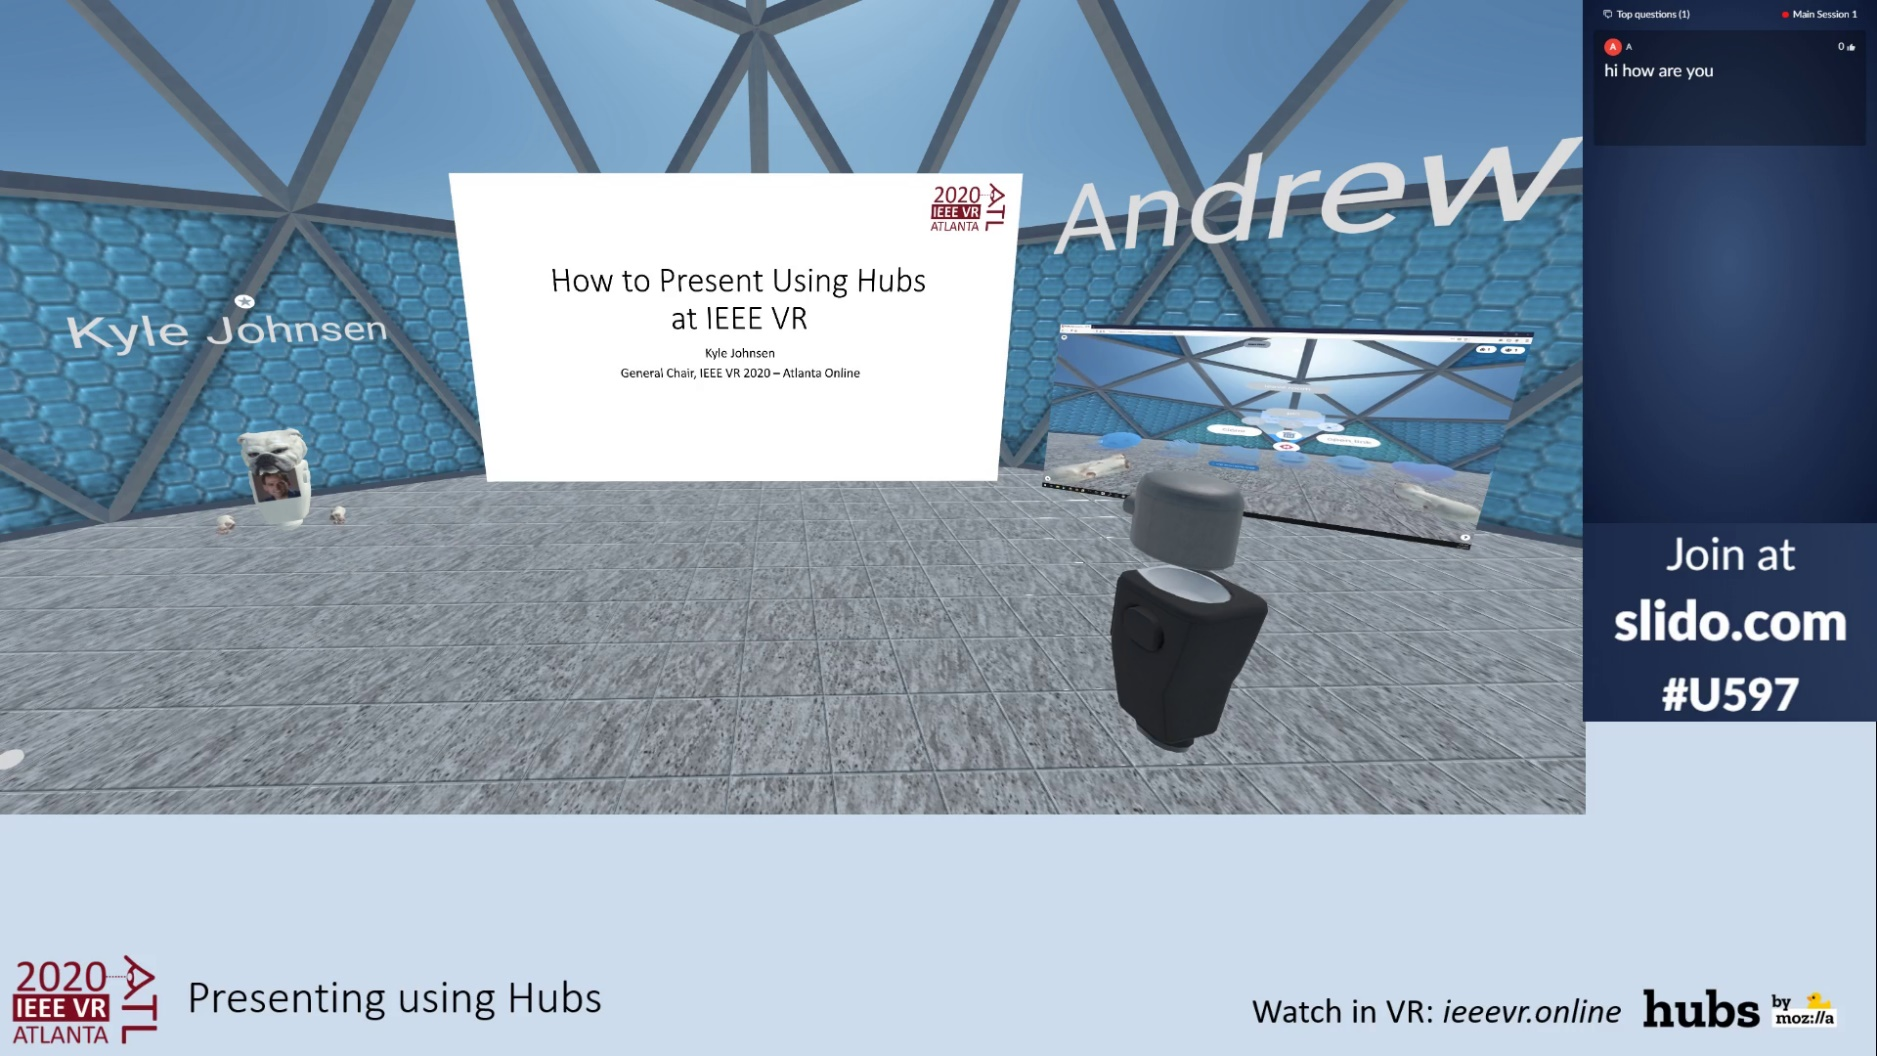 Top questions (1)
Main Session 1
A
A
0
hi how are you
Andrew
Kyle Johnsen
2020
IEEE VR
ATLANTA
ATL
How to Present Using Hubs
at IEEE VR
Kyle Johnsen
General Chair, IEEE VR 2020 – Atlanta Online
Join at
slido.com
#U597
2020
IEEE VR
ATLANTA
ATL
Presenting using Hubs
Watch in VR: ieeevr.online
hubs
by
moz://a